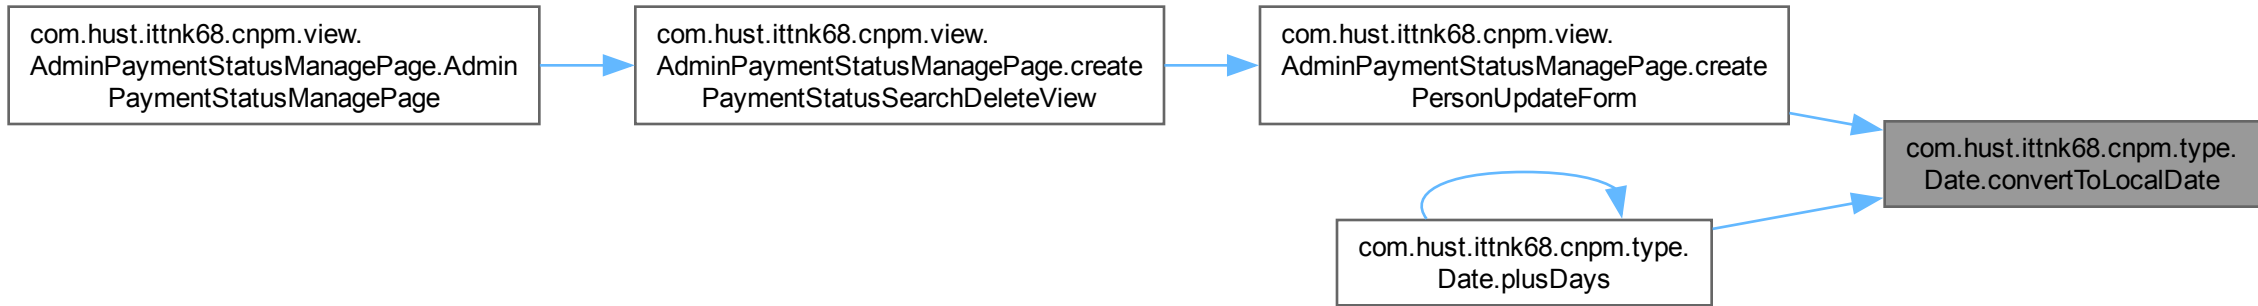 com.hust.ittnk68.cnpm.view.
AdminPaymentStatusManagePage.Admin
PaymentStatusManagePage
com.hust.ittnk68.cnpm.view.
AdminPaymentStatusManagePage.create
PaymentStatusSearchDeleteView
com.hust.ittnk68.cnpm.view.
AdminPaymentStatusManagePage.create
PersonUpdateForm
com.hust.ittnk68.cnpm.type.
Date.convertToLocalDate
com.hust.ittnk68.cnpm.type.
Date.plusDays